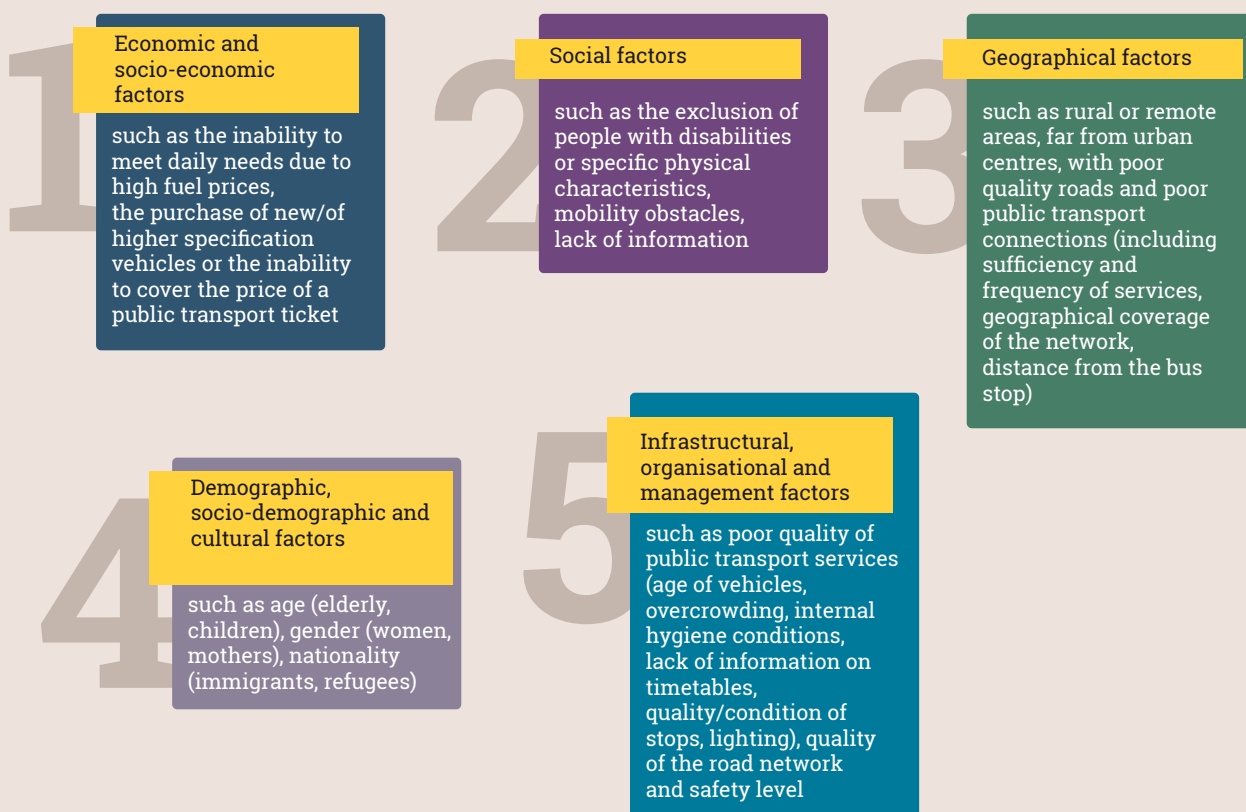 1
Economic and
socio-economic
factors
such as the inability to
meet daily needs due to
high fuel prices,
the purchase of new/of
higher specification
vehicles or the inability
to cover the price of a
public transport ticket
2
Social factors
such as the exclusion of
people with disabilities
or specific physical
characteristics,
mobility obstacles,
lack of information
3
Geographical factors
such as rural or remote
areas, far from urban
centres, with poor
quality roads and poor
public transport
connections (including
sufficiency and
frequency of services,
geographical coverage
of the network,
distance from the bus
stop)
4
Demographic,
socio-demographic and
cultural factors
such as age (elderly,
children), gender (women,
mothers), nationality
(immigrants, refugees)
5
Infrastructural,
organisational and
management factors
such as poor quality of
public transport services
(age of vehicles,
overcrowding, internal
hygiene conditions,
lack of information on
timetables,
quality/condition of
stops, lighting), quality
of the road network
and safety level